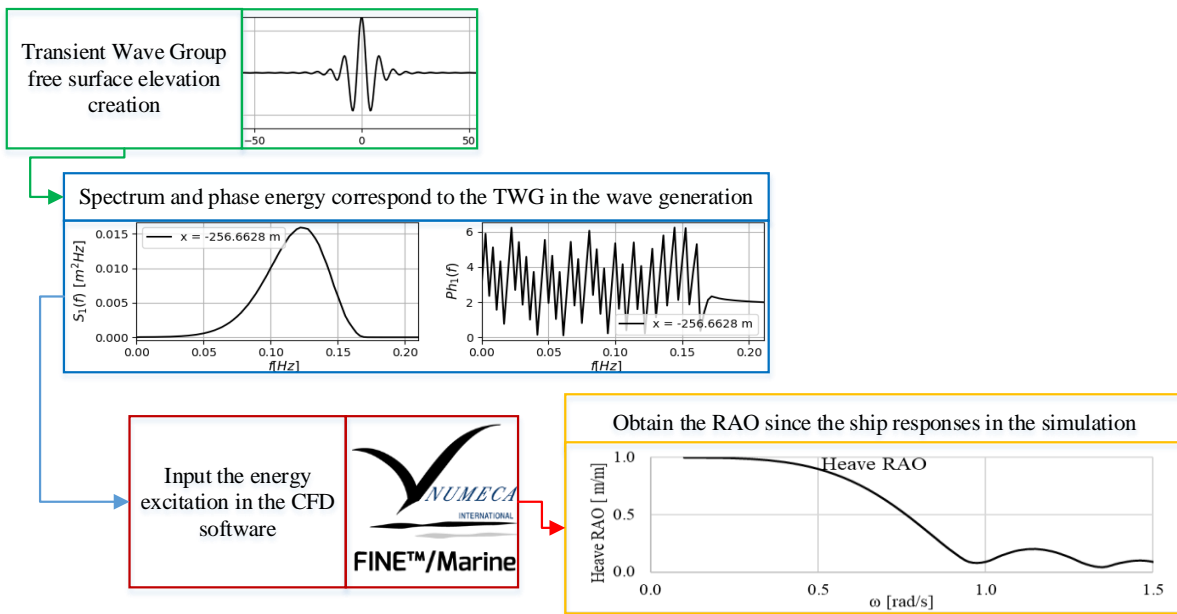 Transient Wave Group
free surface elevation
creation
−50
0
50
Spectrum and phase energy correspond to the TWG in the wave generation
S₁(f) [m²Hz]
0.015
0.010
0.005
0.000
x = -256.6628 m
0.00 0.05 0.10 0.15 0.20
f[Hz]
Ph₁(f)
6
4
2
0
x = -256.6628 m
0.00 0.05 0.10 0.15 0.20
f[Hz]
Input the energy
excitation in the CFD
software
NUMECA
INTERNATIONAL
FINE™/Marine
Obtain the RAO since the ship responses in the simulation
Heave RAO
Heave RAO [ m/m]
1.0
0.5
0.0
0.0 0.5 1.0 1.5
ω [rad/s]